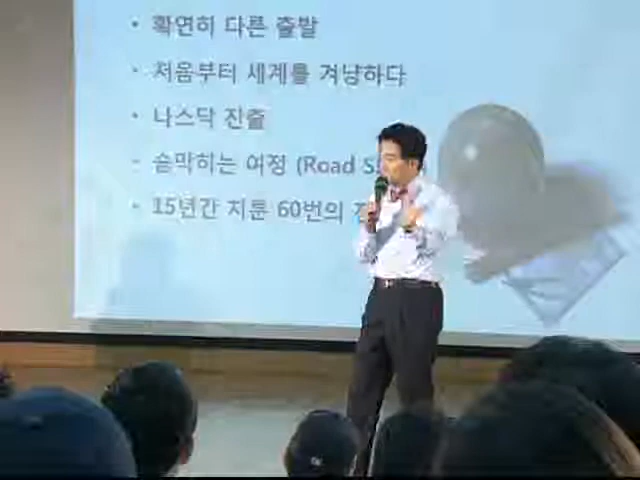 • 확연히 다른 출발
• 처음부터 세계를 겨냥하다
• 나스닥 진출
- 숨막히는 여정 (Road
• 15년간 치룬 60번의